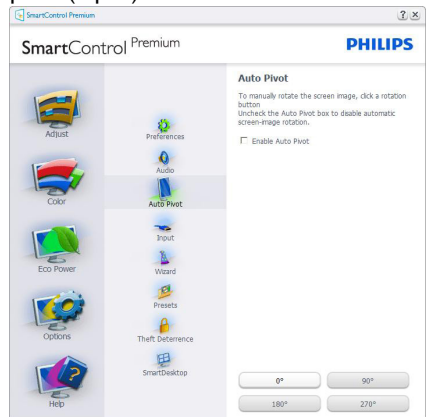 SmartControl Premium
SmartControl Premium
PHILIPS
Adjust
Color
Eco Power
Options
Help
Preferences
Audio
Auto Pivot
Input
Wizard
Presets
Theft Deterrence
SmartDesktop
Auto Pivot
To manually rotate the screen image, click a rotation
button
Uncheck the Auto Pivot box to disable automatic
screen-image rotation.
Enable Auto Pivot
0°
90°
180°
270°